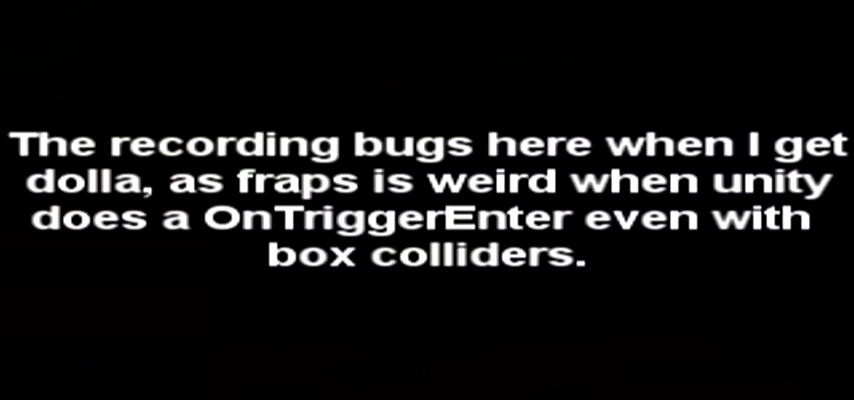 The recording bugs here when I get
dolla, as fraps is weird when unity
does a OnTriggerEnter even with
box colliders.